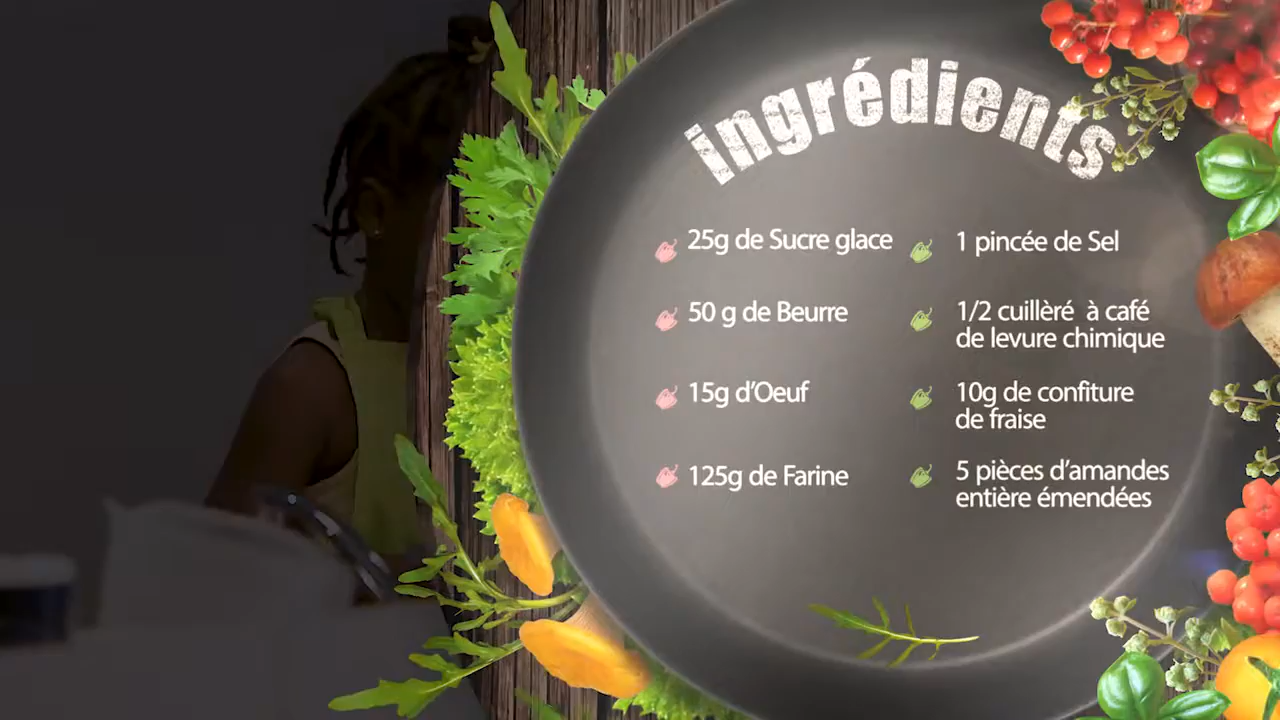 ingrédients
25g de Sucre glace
50 g de Beurre
15g d'Oeuf
125g de Farine
1 pincée de Sel
1/2 cuillèré à café
de levure chimique
10g de confiture
de fraise
5 pièces d'amandes
entière émendées